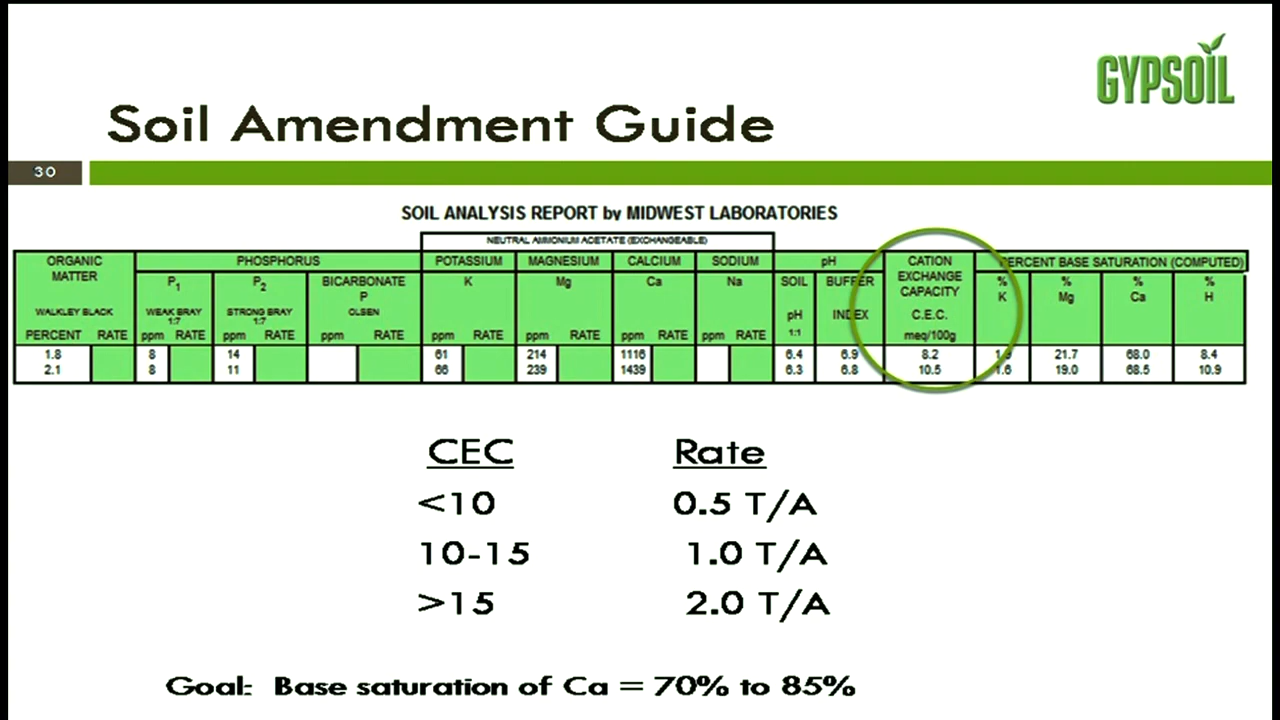 GYPSOIL
Soil Amendment Guide
30
SOIL ANALYSIS REPORT by MIDWEST LABORATORIES
NEUTRAL AMMONIUM ACETATE (EXCHANGEABLE)
ORGANIC MATTER PHOSPHORUS POTASSIUM MAGNESIUM CALCIUM SODIUM pH CATION EXCHANGE CAPACITY PERCENT BASE SATURATION (COMPUTED)
P1 P2 BICARBONATE P K Mg Ca Na SOIL pH BUFFER INDEX C.E.C. % K % Mg % Ca % H
WALKLEY BLACK WEAK BRAY 1:7 STRONG BRAY 1:7 OLSEN 1:1
PERCENT RATE ppm RATE ppm RATE ppm RATE ppm RATE ppm RATE ppm RATE ppm RATE meq/100g
1.8 8 14 61 214 1116 6.4 6.9 8.2 21.7 68.0 8.4
2.1 8 11 66 239 1439 6.3 6.8 10.5 1.6 19.0 68.5 10.9
CEC Rate
<10 0.5 T/A
10-15 1.0 T/A
>15 2.0 T/A
Goal: Base saturation of Ca = 70% to 85%